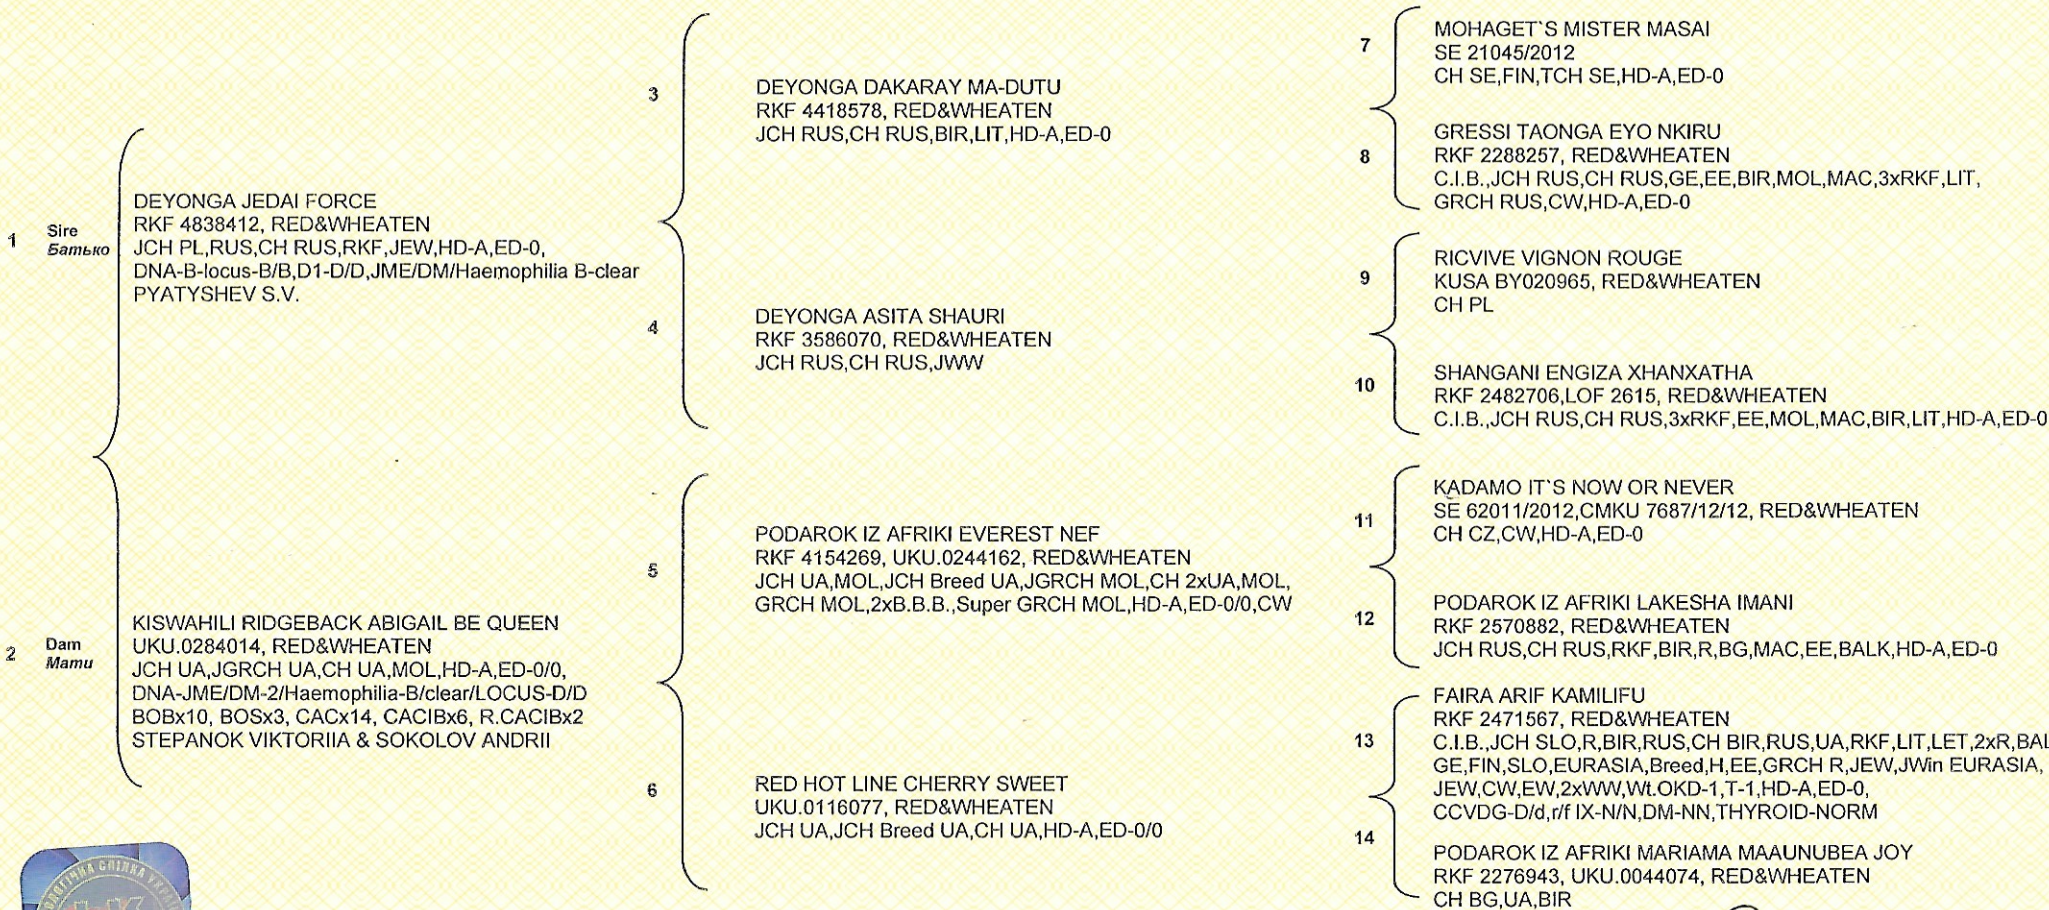 1
Sire
Батько
DEYONGA JEDAI FORCE
RKF 4838412, RED&WHEATEN
JCH PL,RUS,CH RUS,RKF,JEW,HD-A,ED-0,
DNA-B-locus-B/B,D1-D/D,JME/DM/Haemophilia B-clear
PYATYSHEV S.V.
2
Dam
Мати
KISWAHILI RIDGEBACK ABIGAIL BE QUEEN
UKU.0284014, RED&WHEATEN
JCH UA,JGRCH UA,CH UA,MOL,HD-A,ED-0/0,
DNA-JME/DM-2/Haemophilia-B/clear/LOCUS-D/D
BOBx10, BOSx3, CACx14, CACIBx6, R.CACIBx2
STEPANOK VIKTORIIA & SOKOLOV ANDRII
3
DEYONGA DAKARAY MA-DUTU
RKF 4418578, RED&WHEATEN
JCH RUS,CH RUS,BIR,LIT,HD-A,ED-0
4
DEYONGA ASITA SHAURI
RKF 3586070, RED&WHEATEN
JCH RUS,CH RUS,JWW
5
PODAROK IZ AFRIKI EVEREST NEF
RKF 4154269, UKU.0244162, RED&WHEATEN
JCH UA,MOL,JCH Breed UA,JGRCH MOL,CH 2xUA,MOL,
GRCH MOL,2xB.B.B.,Super GRCH MOL,HD-A,ED-0/0,CW
6
RED HOT LINE CHERRY SWEET
UKU.0116077, RED&WHEATEN
JCH UA,JCH Breed UA,CH UA,HD-A,ED-0/0
7
MOHAGET`S MISTER MASAI
SE 21045/2012
CH SE,FIN,TCH SE,HD-A,ED-0
8
GRESSI TAONGA EYO NKIRU
RKF 2288257, RED&WHEATEN
C.I.B.,JCH RUS,CH RUS,GE,EE,BIR,MOL,MAC,3xRKF,LIT,
GRCH RUS,CW,HD-A,ED-0
9
RICVIVE VIGNON ROUGE
KUSA BY020965, RED&WHEATEN
CH PL
10
SHANGANI ENGIZA XHANXATHA
RKF 2482706,LOF 2615, RED&WHEATEN
C.I.B.,JCH RUS,CH RUS,3xRKF,EE,MOL,MAC,BIR,LIT,HD-A,ED-0
11
KADAMO IT`S NOW OR NEVER
SE 62011/2012,CMKU 7687/12/12, RED&WHEATEN
CH CZ,CW,HD-A,ED-0
12
PODAROK IZ AFRIKI LAKESHA IMANI
RKF 2570882, RED&WHEATEN
JCH RUS,CH RUS,RKF,BIR,R,BG,MAC,EE,BALK,HD-A,ED-0
13
FAIRA ARIF KAMILIFU
RKF 2471567, RED&WHEATEN
C.I.B.,JCH SLO,R,BIR,RUS,CH BIR,RUS,UA,RKF,LIT,LET,2xR,BAL
GE,FIN,SLO,EURASIA,Breed,H,EE,GRCH R,JEW,JWin EURASIA,
JEW,CW,EW,2xWW,Wt.OKD-1,T-1,HD-A,ED-0,
CCVDG-D/d,r/f IX-N/N,DM-NN,THYROID-NORM
14
PODAROK IZ AFRIKI MARIAMA MAAUNUBEA JOY
RKF 2276943, UKU.0044074, RED&WHEATEN
CH BG,UA,BIR